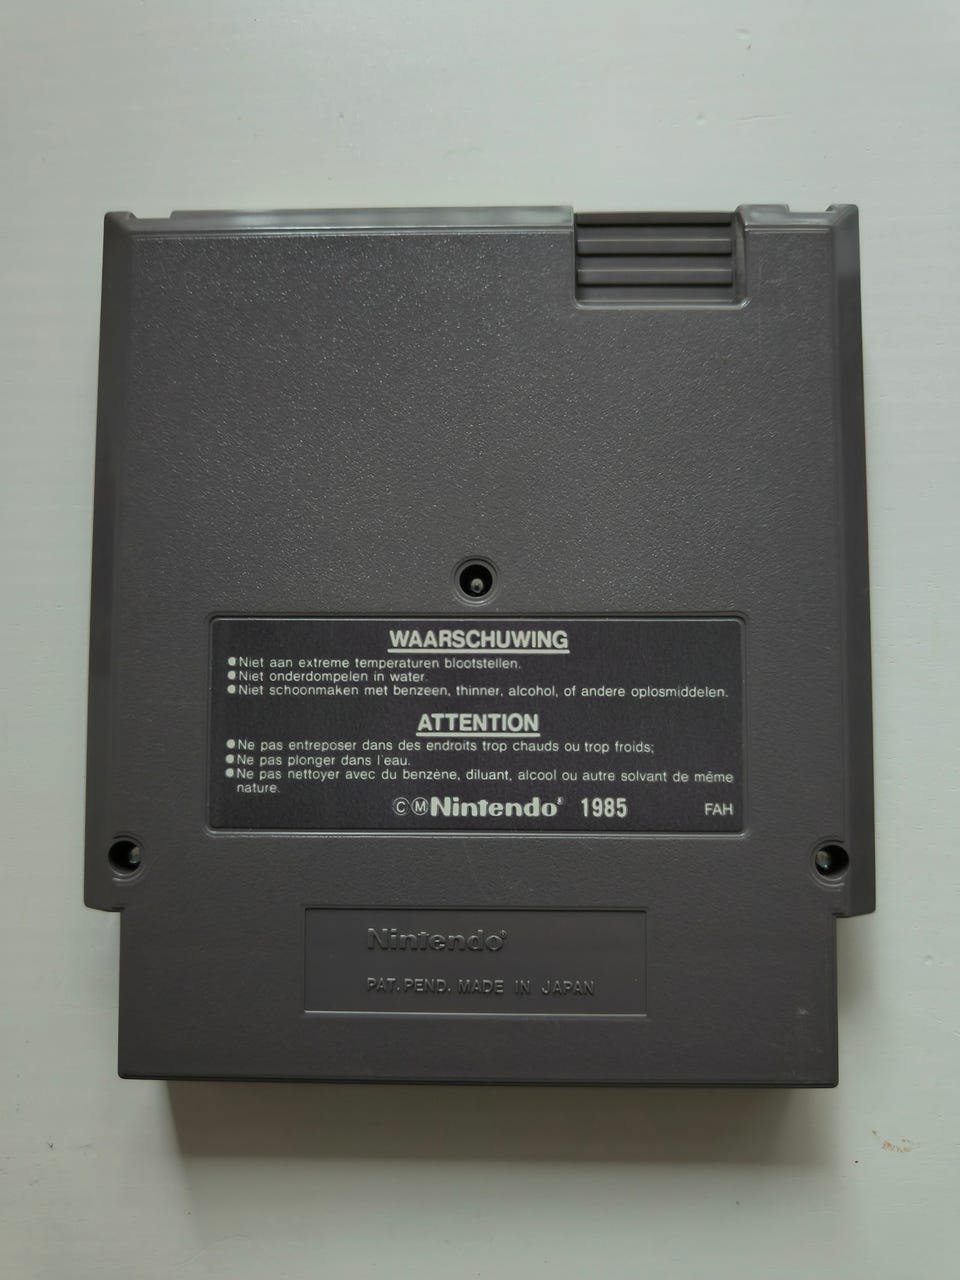 WAARSCHUWING
●Niet aan extreme temperaturen blootstellen.
●Niet onderdompelen in water.
●Niet schoonmaken met benzeen, thinner, alcohol, of andere oplosmiddelen.
ATTENTION
●Ne pas entreposer dans des endroits trop chauds ou trop froids;
●Ne pas plonger dans l'eau.
●Ne pas nettoyer avec du benzène, diluant, alcool ou autre solvant de même
nature.
ⒸⓂNintendo® 1985 FAH
Nintendo®
PAT. PEND. MADE IN JAPAN